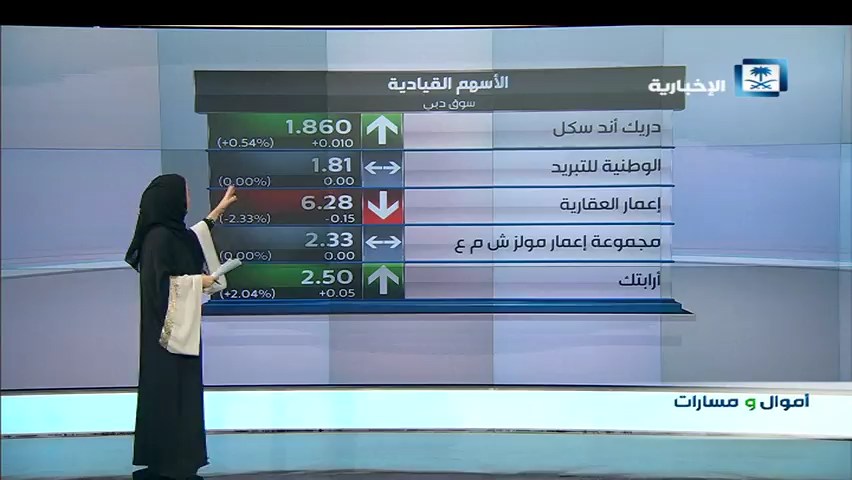 الإخبارية
الأسهم القيادية
سوق دبي
دريك أند سكل
1.860
(+0.54%) +0.010
الوطنية للتبريد
1.81
(0.00%) 0.00
إعمار العقارية
6.28
(-2.33%) -0.15
مجموعة إعمار مولز ش م ع
2.33
(0.00%) 0.00
أرابتك
2.50
(+2.04%) +0.05
أموال و مسارات